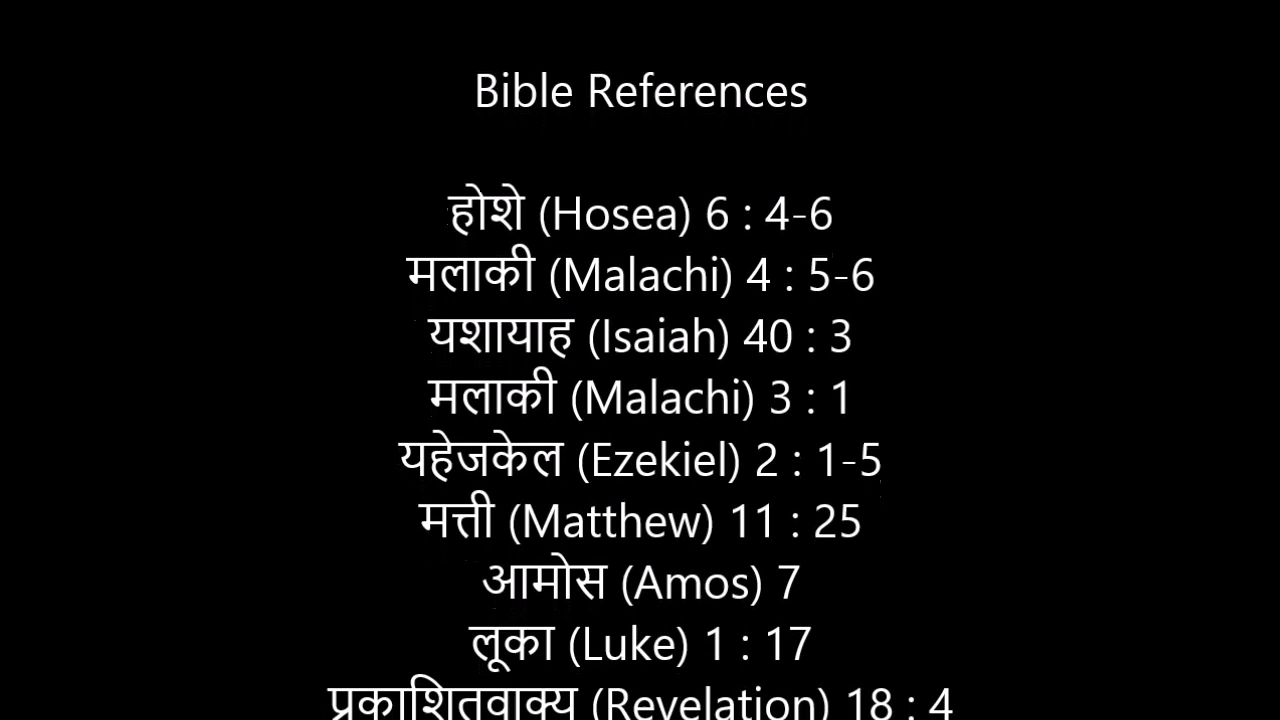 Bible References
होशे (Hosea) 6 : 4-6
मलाकी (Malachi) 4 : 5-6
यशायाह (Isaiah) 40 : 3
मलाकी (Malachi) 3 : 1
यहेजकेल (Ezekiel) 2 : 1-5
मत्ती (Matthew) 11 : 25
आमोस (Amos) 7
लूका (Luke) 1 : 17
प्रकाशितवाक्य (Revelation) 18 : 4